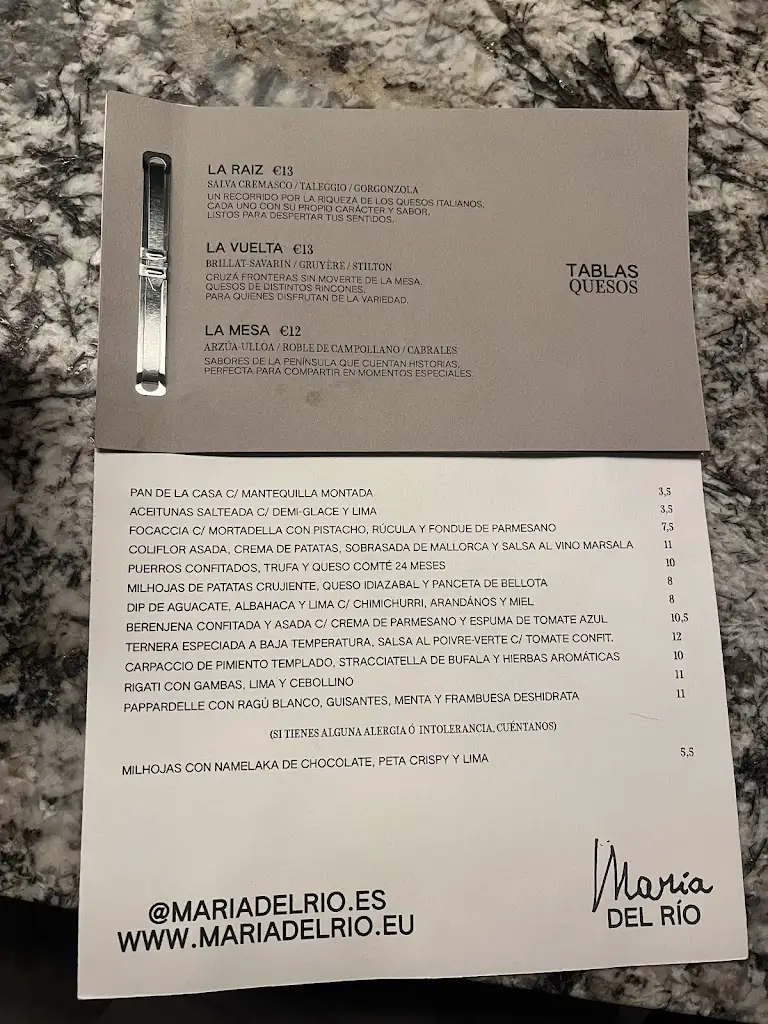 LA RAIZ €13
SALVA CREMASCO / TALEGGIO / GORGONZOLA
UN RECORRIDO POR LA RIQUEZA DE LOS QUESOS ITALIANOS,
CADA UNO CON SU PROPIO CARÁCTER Y SABOR,
LISTOS PARA DESPERTAR TUS SENTIDOS.
LA VUELTA €13
BRILLAT-SAVARIN / GRUYÈRE / STILTON
CRUZÁ FRONTERAS SIN MOVERTE DE LA MESA.
QUESOS DE DISTINTOS RINCONES,
PARA QUIENES DISFRUTAN DE LA VARIEDAD.
LA MESA €12
ARZÚA-ULLOA / ROBLE DE CAMPOLLANO / CABRALES
SABORES DE LA PENÍNSULA QUE CUENTAN HISTORIAS,
PERFECTA PARA COMPARTIR EN MOMENTOS ESPECIALES.
TABLAS
QUESOS
PAN DE LA CASA C/ MANTEQUILLA MONTADA 3,5
ACEITUNAS SALTEADA C/ DEMI-GLACE Y LIMA 3,5
FOCACCIA C/ MORTADELLA CON PISTACHO, RÚCULA Y FONDUE DE PARMESANO 7,5
COLIFLOR ASADA, CREMA DE PATATAS, SOBRASADA DE MALLORCA Y SALSA AL VINO MARSALA 11
PUERROS CONFITADOS, TRUFA Y QUESO COMTÉ 24 MESES 10
MILHOJAS DE PATATAS CRUJIENTE, QUESO IDIAZABAL Y PANCETA DE BELLOTA 8
DIP DE AGUACATE, ALBAHACA Y LIMA C/ CHIMICHURRI, ARANDÁNOS Y MIEL 8
BERENJENA CONFITADA Y ASADA C/ CREMA DE PARMESANO Y ESPUMA DE TOMATE AZUL 10,5
TERNERA ESPECIADA A BAJA TEMPERATURA, SALSA AL POIVRE-VERTE C/ TOMATE CONFIT. 12
CARPACCIO DE PIMIENTO TEMPLADO, STRACCIATELLA DE BUFALA Y HIERBAS AROMÁTICAS 10
RIGATI CON GAMBAS, LIMA Y CEBOLLINO 11
PAPPARDELLE CON RAGÚ BLANCO, GUISANTES, MENTA Y FRAMBUESA DESHIDRATA 11
(SI TIENES ALGUNA ALERGIA Ó INTOLERANCIA, CUÉNTANOS)
MILHOJAS CON NAMELAKA DE CHOCOLATE, PETA CRISPY Y LIMA 5,5
@MARIADELRIO.ES
WWW.MARIADELRIO.EU
María
DEL RÍO